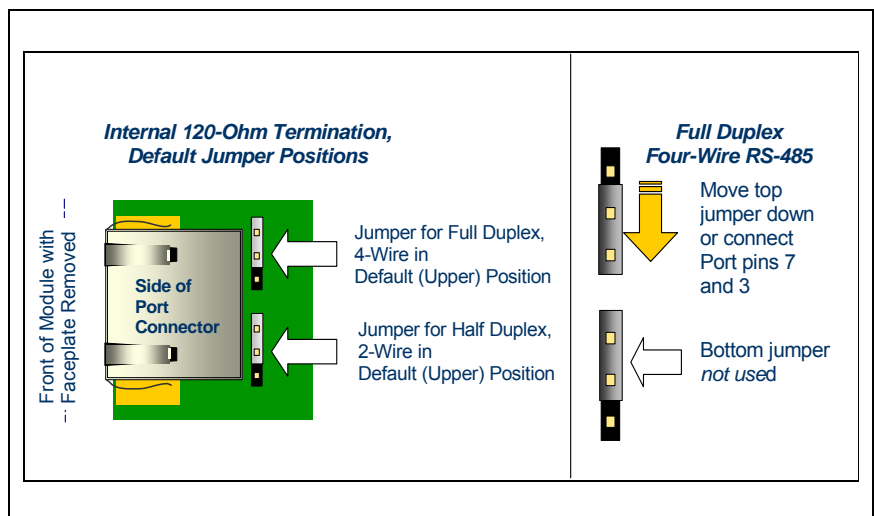 Internal 120-Ohm Termination,
Default Jumper Positions
Front of Module with
Faceplate Removed
Side of
Port
Connector
Jumper for Full Duplex,
4-Wire in
Default (Upper) Position
Jumper for Half Duplex,
2-Wire in
Default (Upper) Position
Full Duplex
Four-Wire RS-485
Move top
jumper down
or connect
Port pins 7
and 3
Bottom jumper
not used